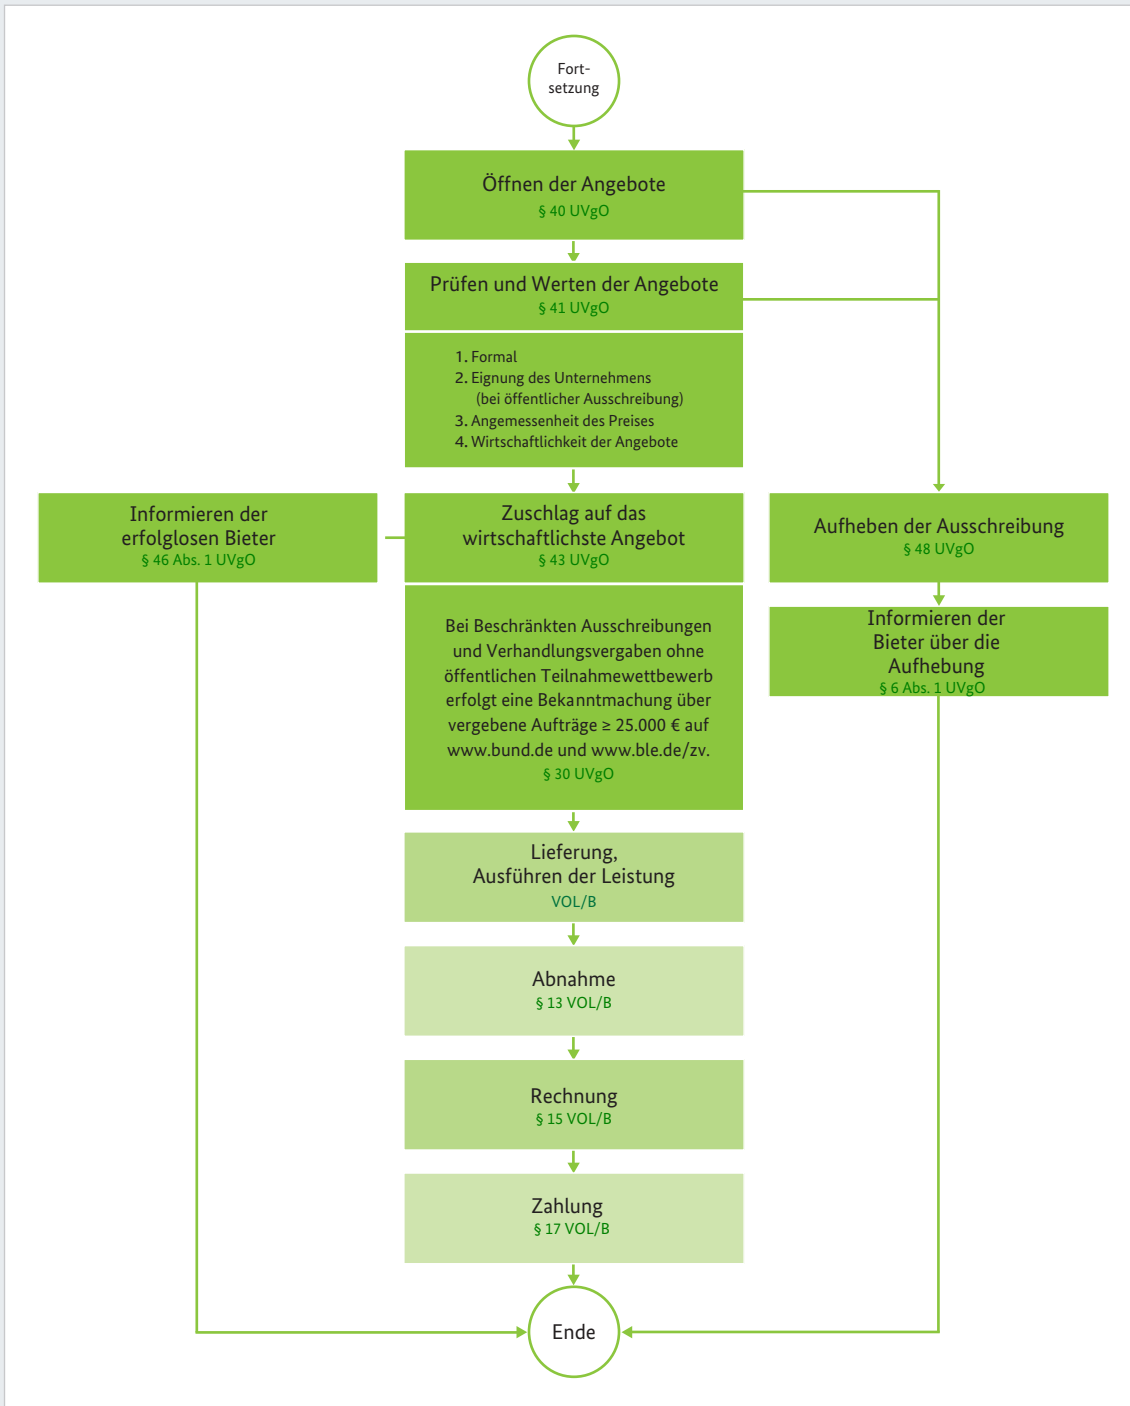 Fort-
setzung
Öffnen der Angebote
§ 40 UVgO
Prüfen und Werten der Angebote
§ 41 UVgO
1. Formal
2. Eignung des Unternehmens
(bei öffentlicher Ausschreibung)
3. Angemessenheit des Preises
4. Wirtschaftlichkeit der Angebote
Informieren der
erfolglosen Bieter
§ 46 Abs. 1 UVgO
Zuschlag auf das
wirtschaftlichste Angebot
§ 43 UVgO
Aufheben der Ausschreibung
§ 48 UVgO
Bei Beschränkten Ausschreibungen
und Verhandlungsvergaben ohne
öffentlichen Teilnahmewettbewerb
erfolgt eine Bekanntmachung über
vergebene Aufträge ≥ 25.000 € auf
www.bund.de und www.ble.de/zv.
§ 30 UVgO
Informieren der
Bieter über die
Aufhebung
§ 6 Abs. 1 UVgO
Lieferung,
Ausführen der Leistung
VOL/B
Abnahme
§ 13 VOL/B
Rechnung
§ 15 VOL/B
Zahlung
§ 17 VOL/B
Ende